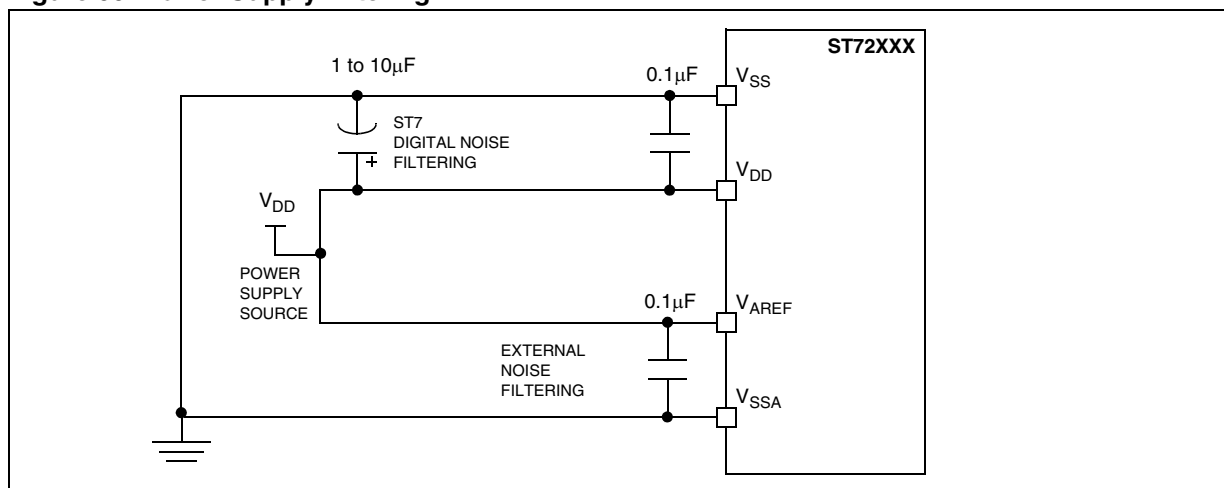 ST72XXX
1 to 10μF
0.1μF
VSS
ST7
DIGITAL NOISE
FILTERING
+
VDD
VDD
POWER
SUPPLY
SOURCE
0.1μF
VAREF
EXTERNAL
NOISE
FILTERING
VSSA